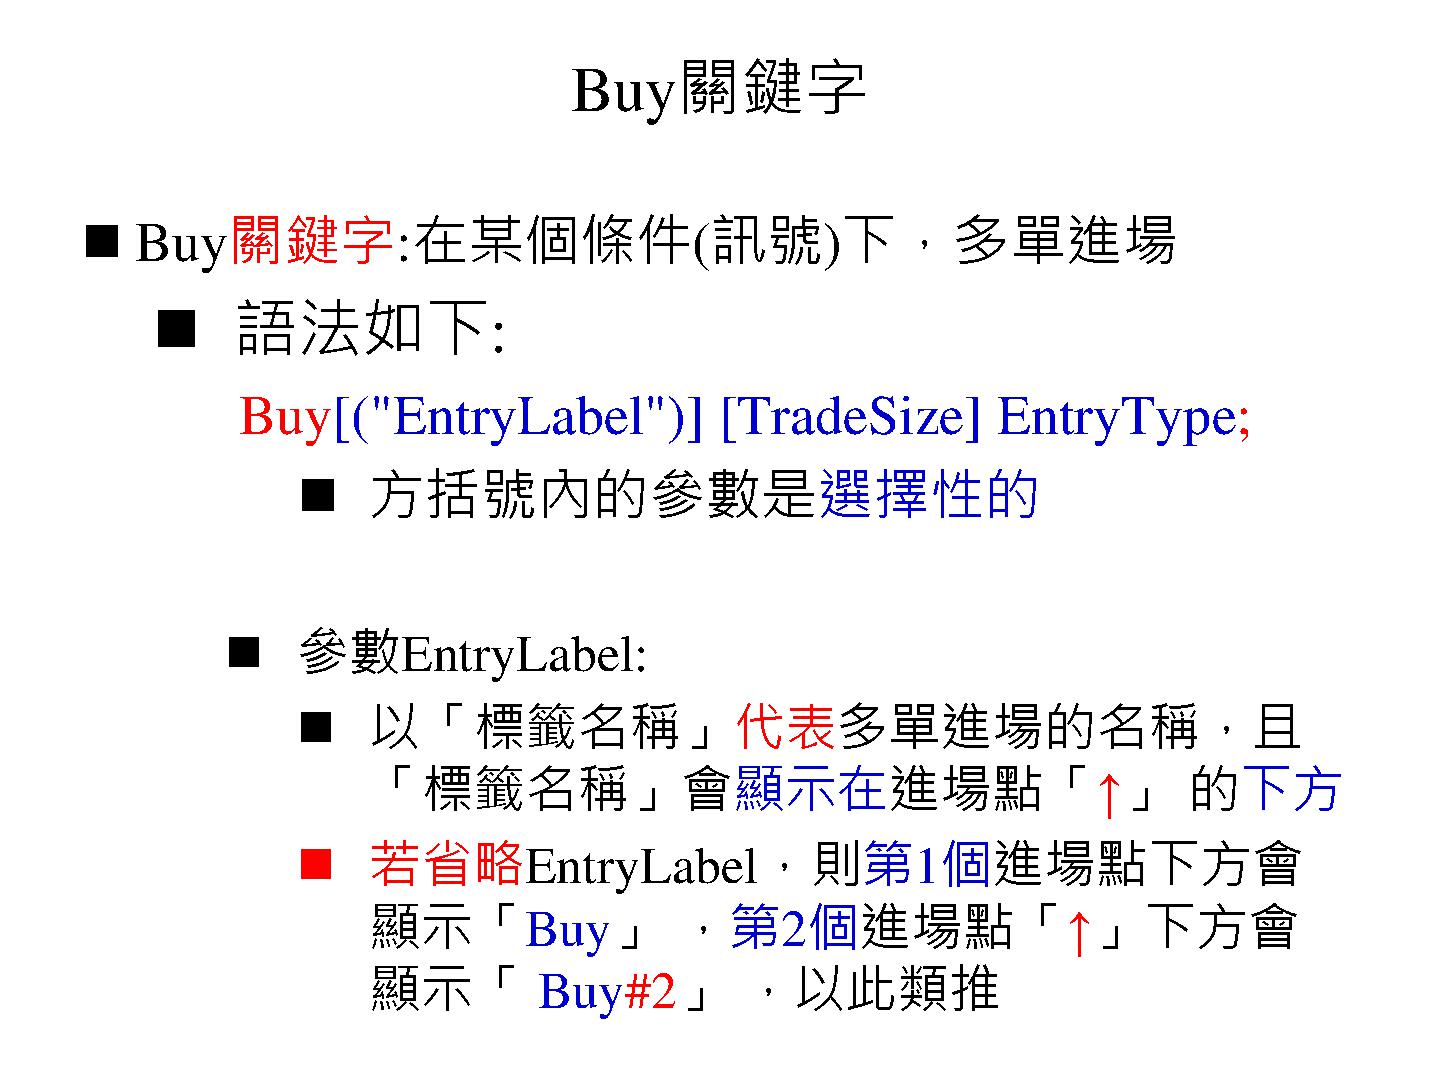 Buy關鍵字
■ Buy關鍵字:在某個條件(訊號)下，多單進場
■ 語法如下:
Buy[("EntryLabel")] [TradeSize] EntryType;
■ 方括號內的參數是選擇性的
■ 參數EntryLabel:
■ 以「標籤名稱」代表多單進場的名稱，且
「標籤名稱」會顯示在進場點「↑」 的下方
■ 若省略EntryLabel，則第1個進場點下方會
顯示「Buy」 ，第2個進場點「↑」下方會
顯示「 Buy#2」 ，以此類推